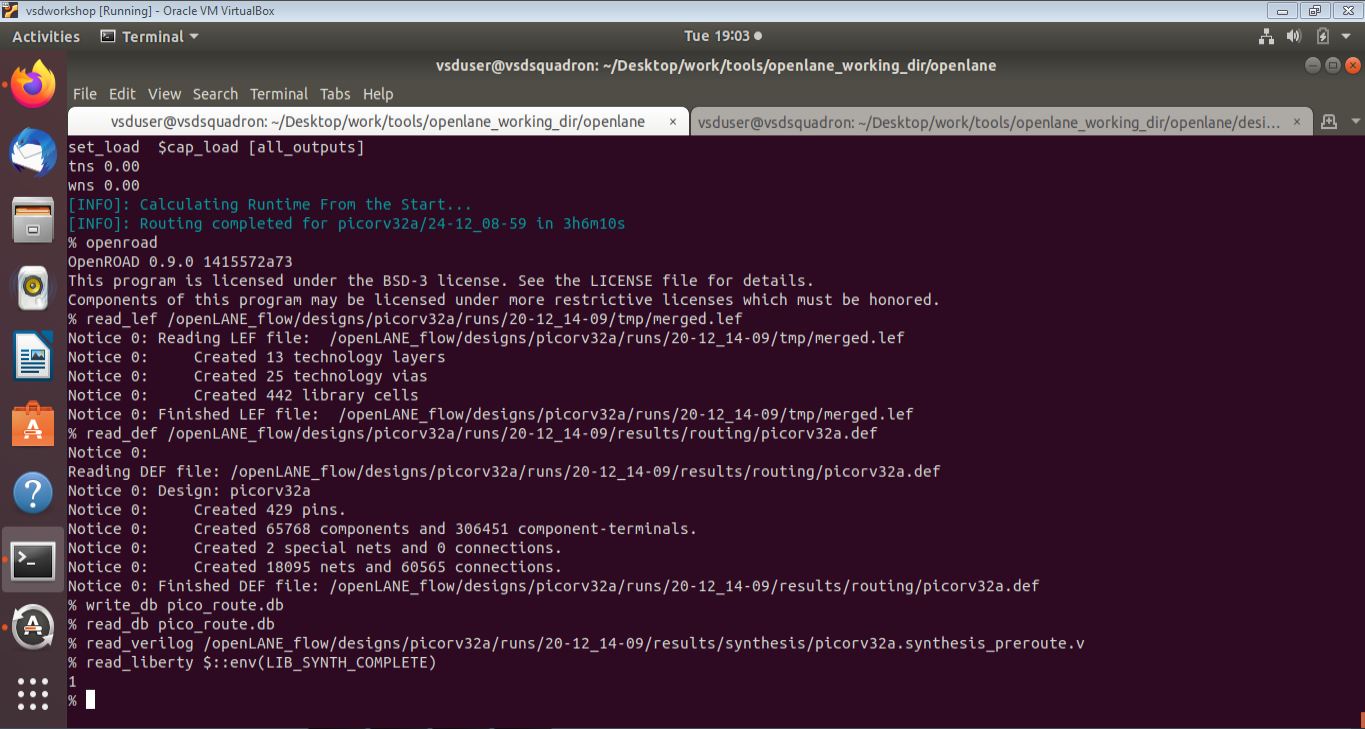 vsdworkshop [Running] - Oracle VM VirtualBox
Activities Terminal Tue 19:03
vsduser@vsdsquadron: ~/Desktop/work/tools/openlane_working_dir/openlane
File Edit View Search Terminal Tabs Help
vsduser@vsdsquadron: ~/Desktop/work/tools/openlane_working_dir/openlane × vsduser@vsdsquadron: ~/Desktop/work/tools/openlane_working_dir/openlane/desi... ×
set_load  $cap_load [all_outputs]
tns 0.00
wns 0.00
[INFO]: Calculating Runtime From the Start...
[INFO]: Routing completed for picorv32a/24-12_08-59 in 3h6m10s
% openroad
OpenROAD 0.9.0 1415572a73
This program is licensed under the BSD-3 license. See the LICENSE file for details.
Components of this program may be licensed under more restrictive licenses which must be honored.
% read_lef /openLANE_flow/designs/picorv32a/runs/20-12_14-09/tmp/merged.lef
Notice 0: Reading LEF file:  /openLANE_flow/designs/picorv32a/runs/20-12_14-09/tmp/merged.lef
Notice 0:     Created 13 technology layers
Notice 0:     Created 25 technology vias
Notice 0:     Created 442 library cells
Notice 0: Finished LEF file:  /openLANE_flow/designs/picorv32a/runs/20-12_14-09/tmp/merged.lef
% read_def /openLANE_flow/designs/picorv32a/runs/20-12_14-09/results/routing/picorv32a.def
Notice 0:
Reading DEF file: /openLANE_flow/designs/picorv32a/runs/20-12_14-09/results/routing/picorv32a.def
Notice 0: Design: picorv32a
Notice 0:     Created 429 pins.
Notice 0:     Created 65768 components and 306451 component-terminals.
Notice 0:     Created 2 special nets and 0 connections.
Notice 0:     Created 18095 nets and 60565 connections.
Notice 0: Finished DEF file: /openLANE_flow/designs/picorv32a/runs/20-12_14-09/results/routing/picorv32a.def
% write_db pico_route.db
% read_db pico_route.db
% read_verilog /openLANE_flow/designs/picorv32a/runs/20-12_14-09/results/synthesis/picorv32a.synthesis_preroute.v
% read_liberty $::env(LIB_SYNTH_COMPLETE)
1
%